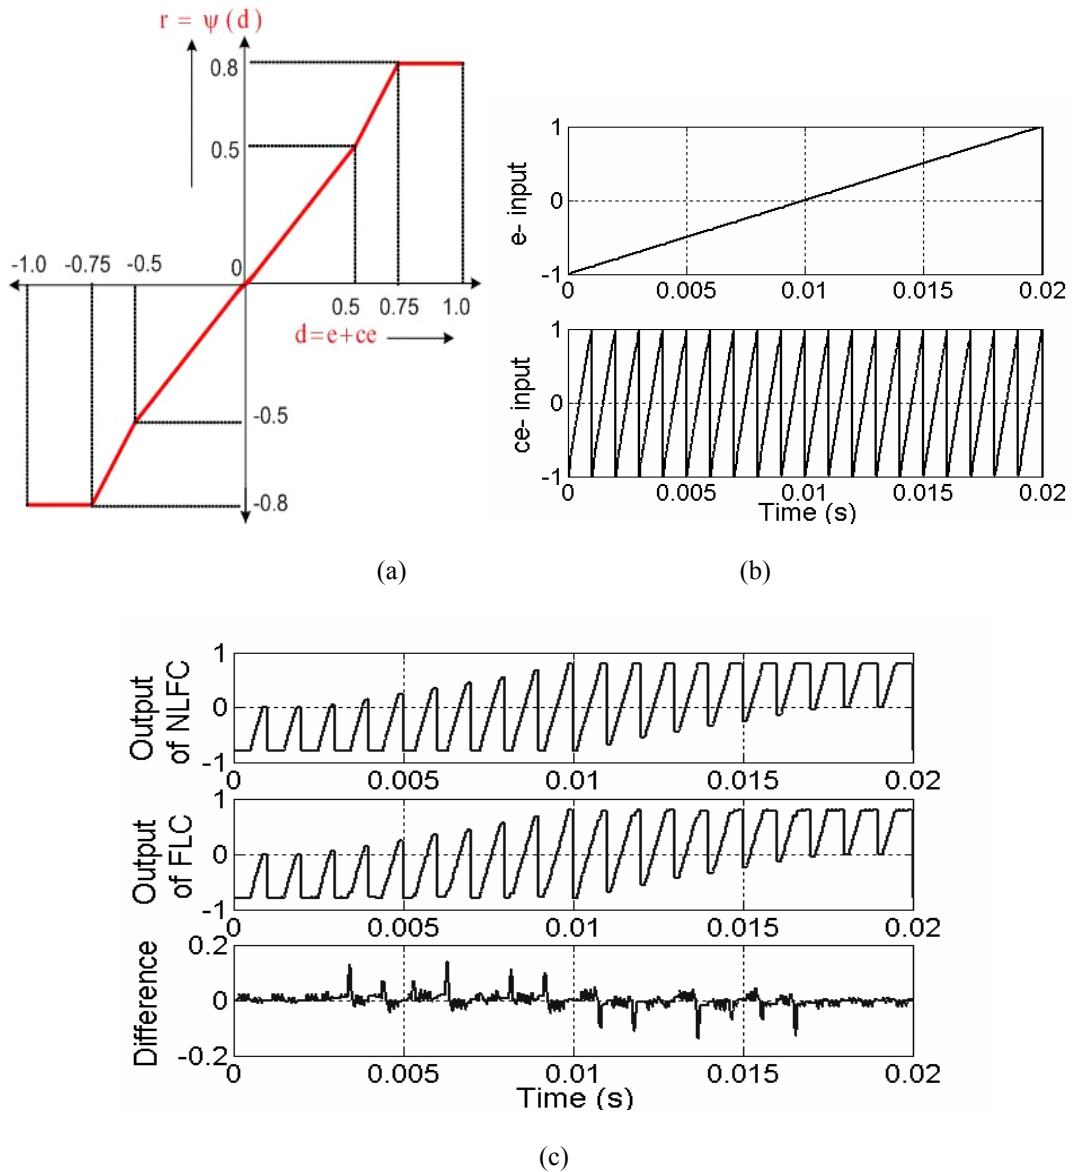 r = ψ (d)
0.8
0.5
-1.0 -0.75 -0.5 0
0.5 0.75 1.0
d=e+ce
-0.5
-0.8
(a)
e- input
1
0
-1
0 0.005 0.01 0.015 0.02
ce- input
1
0
-1
0 0.005 0.01 0.015 0.02
Time (s)
(b)
Output
of NLFC
1
0
-1
0 0.005 0.01 0.015 0.02
Output
of FLC
1
0
-1
0 0.005 0.01 0.015 0.02
Difference
0.2
0
-0.2
0 0.005 0.01 0.015 0.02
Time (s)
(c)